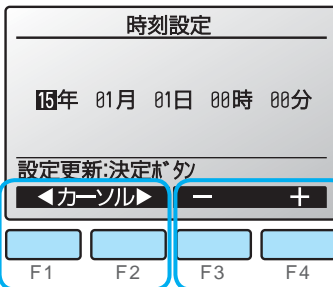 時刻設定
15年 01月 01日 00時 00分
設定更新:決定ボタン
◀カーソル▶ − +
F1 F2 F3 F4